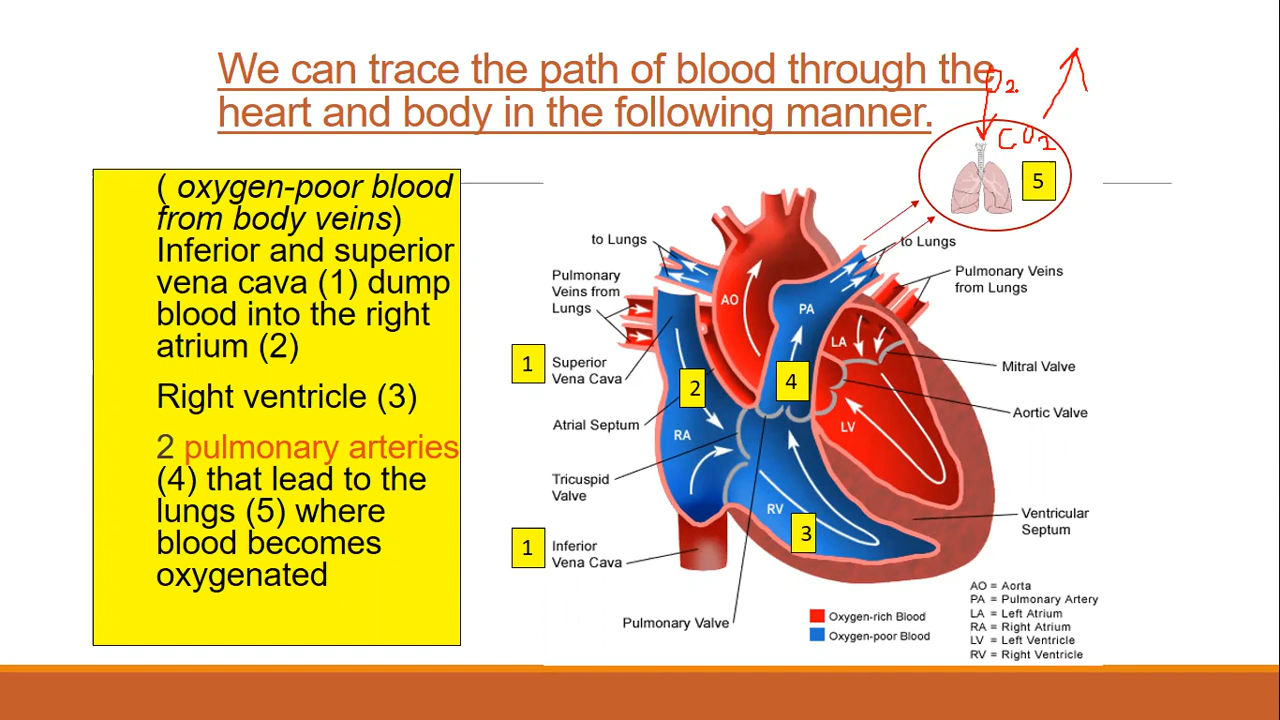 We can trace the path of blood through the
heart and body in the following manner.
O2.
CO2
5
( oxygen-poor blood
from body veins)
Inferior and superior
vena cava (1) dump
blood into the right
atrium (2)
Right ventricle (3)
2 pulmonary arteries
(4) that lead to the
lungs (5) where
blood becomes
oxygenated
to Lungs
Pulmonary
Veins from
Lungs
1
Superior
Vena Cava
Atrial Septum
Tricuspid
Valve
1
Inferior
Vena Cava
Pulmonary Valve
AO
PA
LA
2
4
RA
LV
RV
3
to Lungs
Pulmonary Veins
from Lungs
Mitral Valve
Aortic Valve
Ventricular
Septum
Oxygen-rich Blood
Oxygen-poor Blood
AO = Aorta
PA = Pulmonary Artery
LA = Left Atrium
RA = Right Atrium
LV = Left Ventricle
RV = Right Ventricle